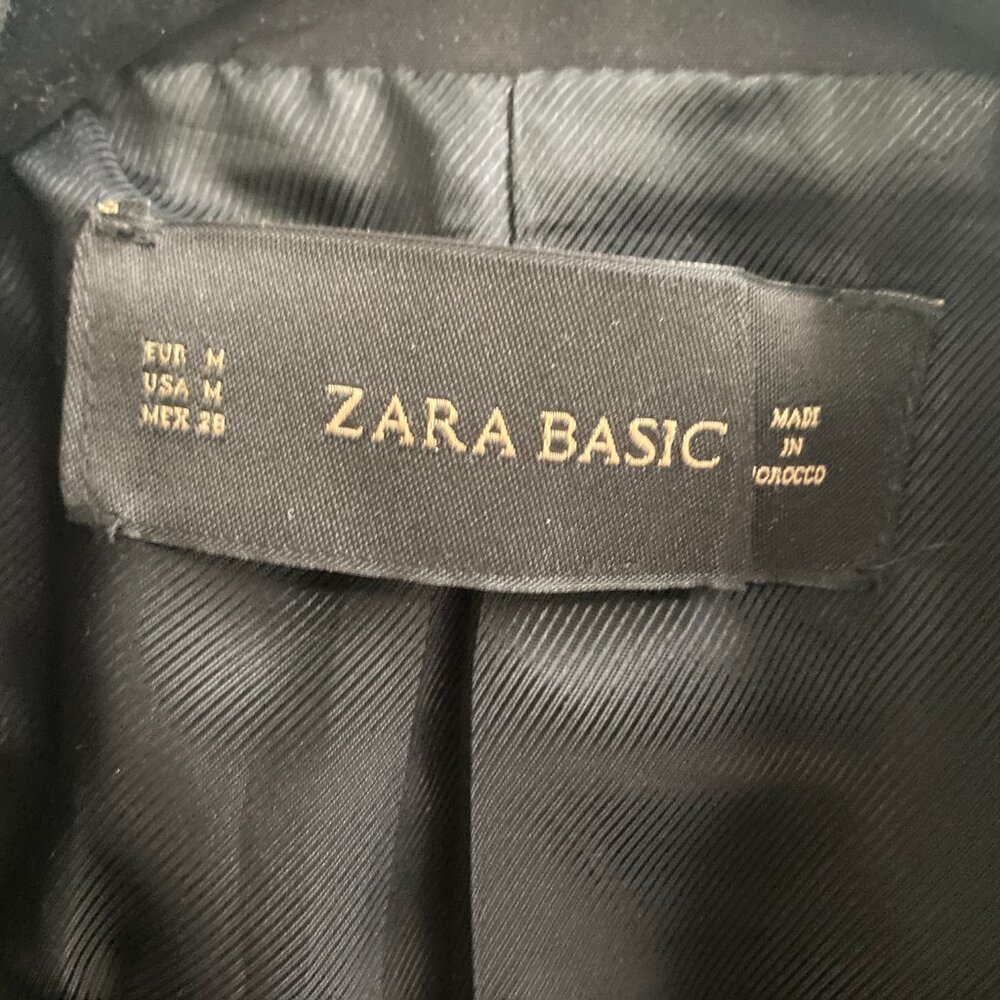 EUR M
USA M
MEX 28
ZARA BASIC
MADE
IN
MOROCCO